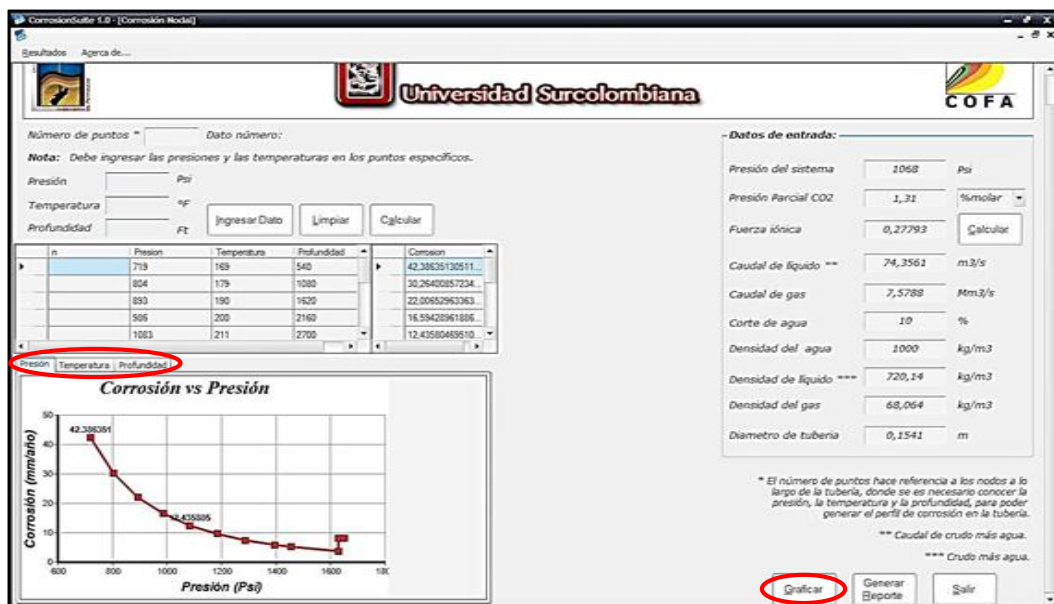 CorrosionSuite 1.0 - [Corrosión Nodal]
Resultados Acerca de...
Universidad Surcolombiana
COFA
Número de puntos * Dato número:
Nota: Debe ingresar las presiones y las temperaturas en los puntos específicos.
Presión Psi
Temperatura ºF
Profundidad Ft
Ingresar Dato Limpiar Calcular
n Presion Temperatura Profundidad Corrosion
719 169 540 42,38635130511...
804 179 1080 30,26400857234...
893 190 1620 22,00652963363...
200 2160 16,59428961886...
1083 211 2700 12,43580469510...
Presión Temperatura Profundidad
Corrosión vs Presión
Corrosión (mm/año)
50
40
30
20
10
0
42.386351
12.435805
600 800 1000 1200 1400 1600
Presión (Psi)
Datos de entrada:
Presión del sistema 1068 Psi
Presión Parcial CO2 1,31 %molar
Fuerza iónica 0,27793 Calcular
Caudal de líquido ** 74,3561 m3/s
Caudal de gas 7,5788 Mm3/s
Corte de agua 10 %
Densidad del agua 1000 kg/m3
Densidad de líquido *** 720,14 kg/m3
Densidad del gas 68,064 kg/m3
Diametro de tuberia 0,1541 m
* El número de puntos hace referencia a los nodos a lo
largo de la tubería, donde se es necesario conocer la
presión, la temperatura y la profundidad, para poder
generar el perfil de corrosión en la tubería.
** Caudal de crudo más agua.
*** Crudo más agua.
Graficar Generar Reporte Salir